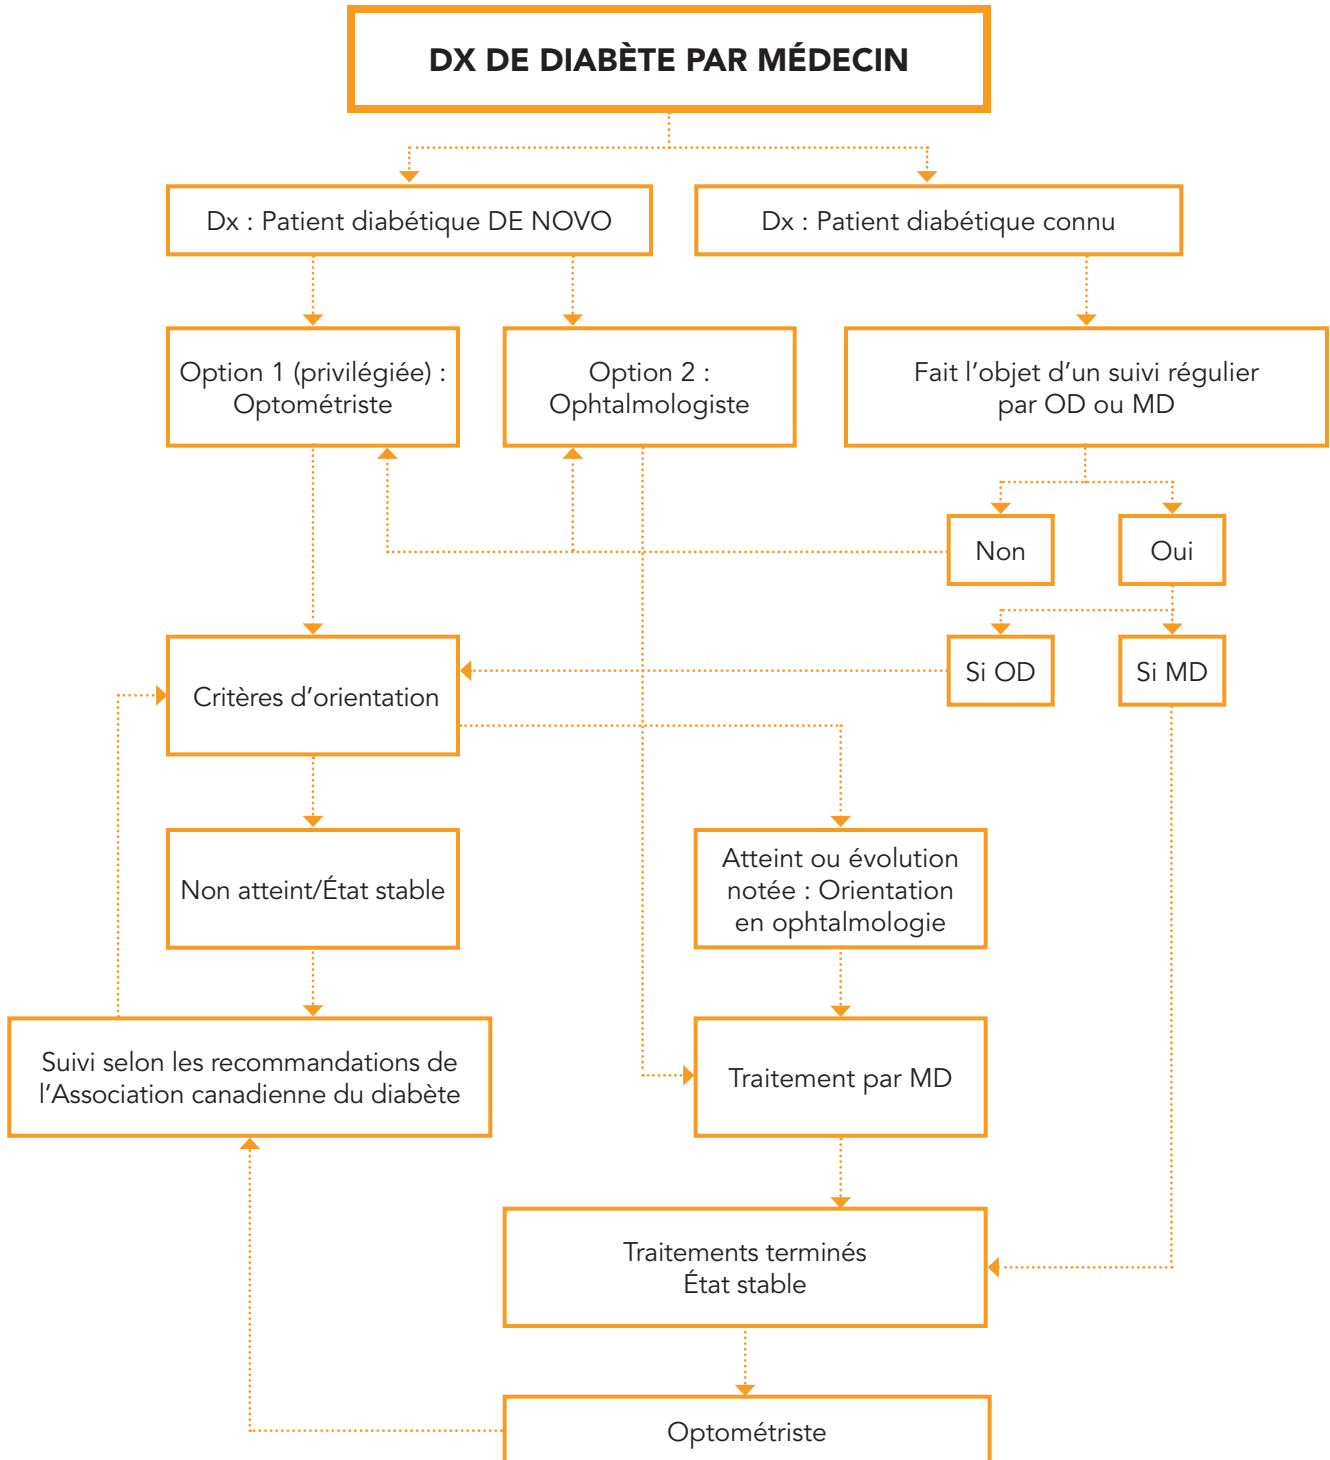 DX DE DIABÈTE PAR MÉDECIN
Dx : Patient diabétique DE NOVO
Dx : Patient diabétique connu
Option 1 (privilégiée) :
Optométriste
Option 2 :
Ophtalmologiste
Fait l’objet d’un suivi régulier
par OD ou MD
Non
Oui
Si OD
Si MD
Critères d’orientation
Non atteint/État stable
Atteint ou évolution
notée : Orientation
en ophtalmologie
Suivi selon les recommandations de
l’Association canadienne du diabète
Traitement par MD
Traitements terminés
État stable
Optométriste